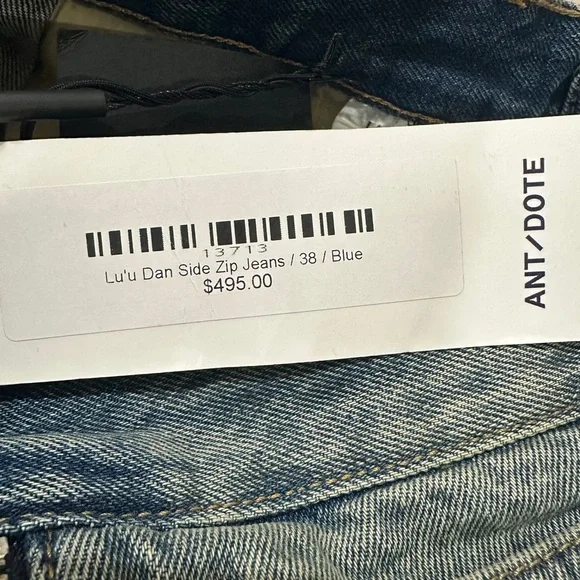 13713
Lu'u Dan Side Zip Jeans / 38 / Blue
$495.00
ANT/DOTE